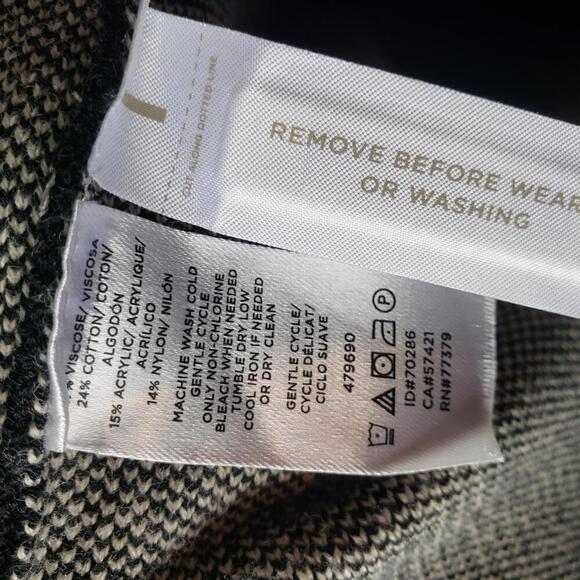 CUT ALONG DOTTED LINE
REMOVE BEFORE WEAR
OR WASHING
% VISCOSE/ VISCOSA
24% COTTON/ COTON/
ALGODÓN
15% ACRYLIC/ ACRYLIQUE/
ACRÍLICO
14% NYLON/ NILÓN
MACHINE WASH COLD
GENTLE CYCLE
ONLY NON-CHLORINE
BLEACH WHEN NEEDED
TUMBLE DRY LOW
COOL IRON IF NEEDED
OR DRY CLEAN
GENTLE CYCLE/
CYCLE DÉLICAT/
CICLO SUAVE
479690
P
ID#70286
CA#57421
RN#77379